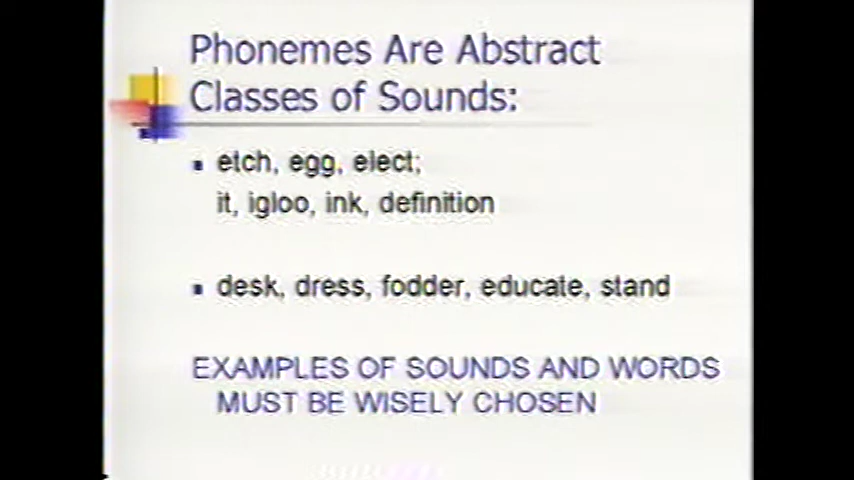 Phonemes Are Abstract
Classes of Sounds:
etch, egg, elect;
it, igloo, ink, definition
desk, dress, fodder, educate, stand
EXAMPLES OF SOUNDS AND WORDS
MUST BE WISELY CHOSEN